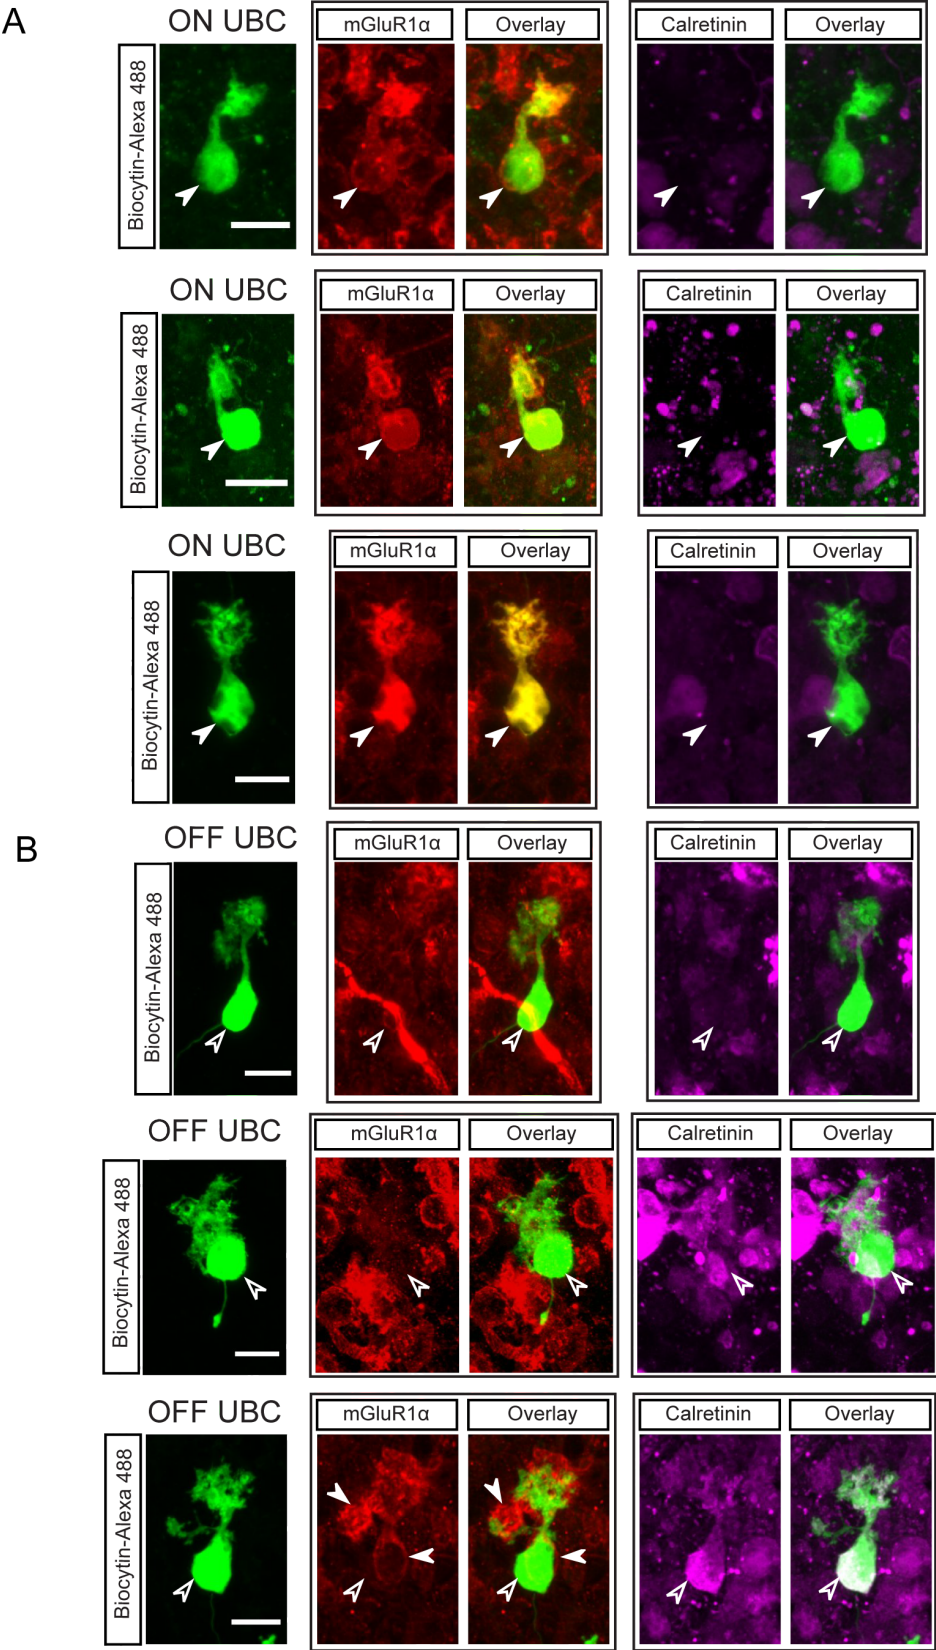 A
ON UBC
mGluR1α
Overlay
Calretinin
Overlay
Biocytin-Alexa 488
ON UBC
mGluR1α
Overlay
Calretinin
Overlay
Biocytin-Alexa 488
ON UBC
mGluR1α
Overlay
Calretinin
Overlay
Biocytin-Alexa 488
B
OFF UBC
mGluR1α
Overlay
Calretinin
Overlay
Biocytin-Alexa 488
OFF UBC
mGluR1α
Overlay
Calretinin
Overlay
Biocytin-Alexa 488
OFF UBC
mGluR1α
Overlay
Calretinin
Overlay
Biocytin-Alexa 488